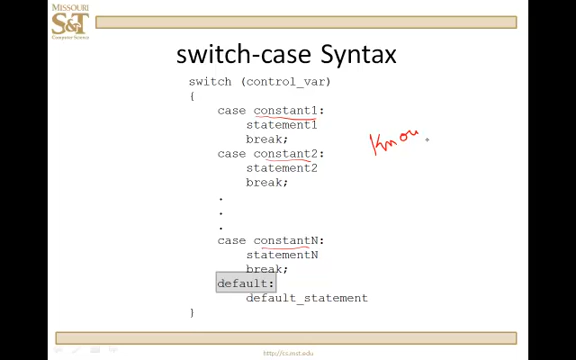 MISSOURI
S&T
Computer Science
switch-case Syntax
switch (control_var)
{
case constant1:
statement1
break;
case constant2:
statement2
break;
.
.
.
case constantN:
statementN
break;
default:
default_statement
}
Know
http://cs.mst.edu